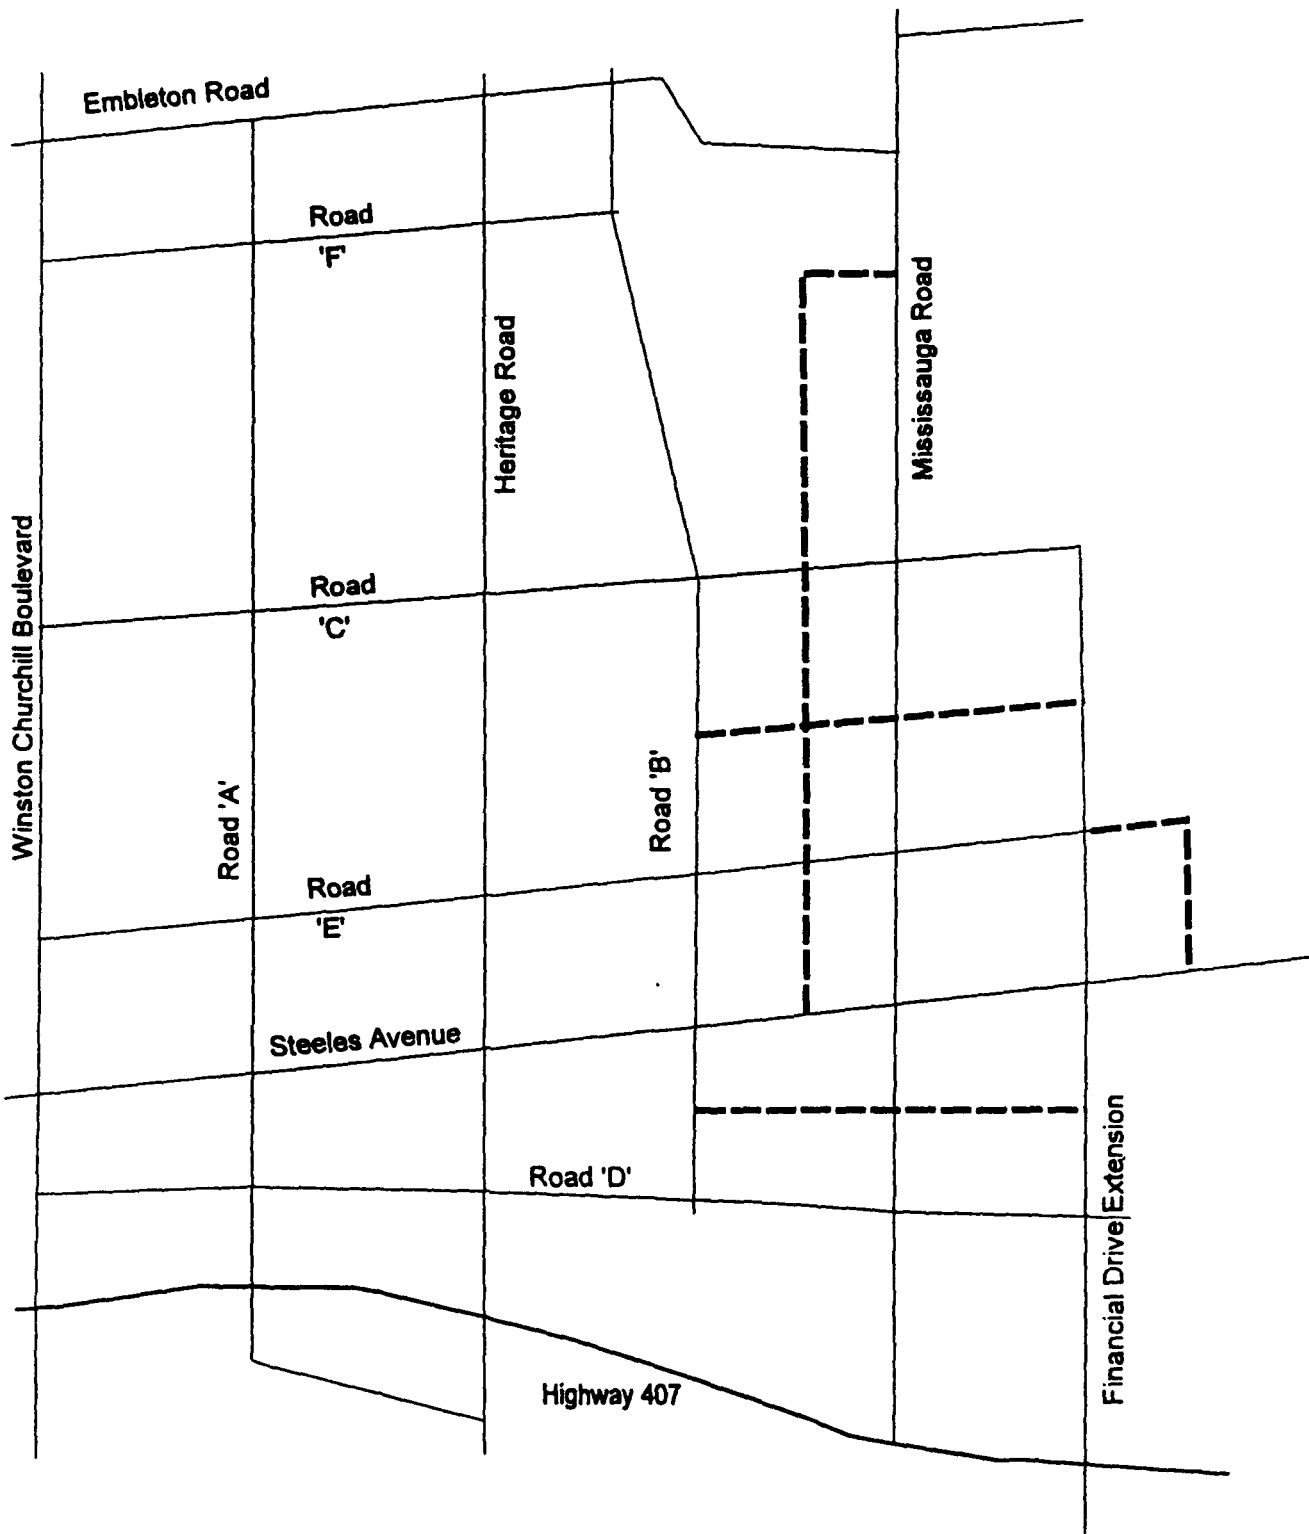 Embleton Road
Road
'F'
Heritage Road
Mississauga Road
Winston Churchill Boulevard
Road
'C'
Road 'A'
Road 'B'
Road
'E'
Steeles Avenue
Road 'D'
Financial Drive Extension
Highway 407